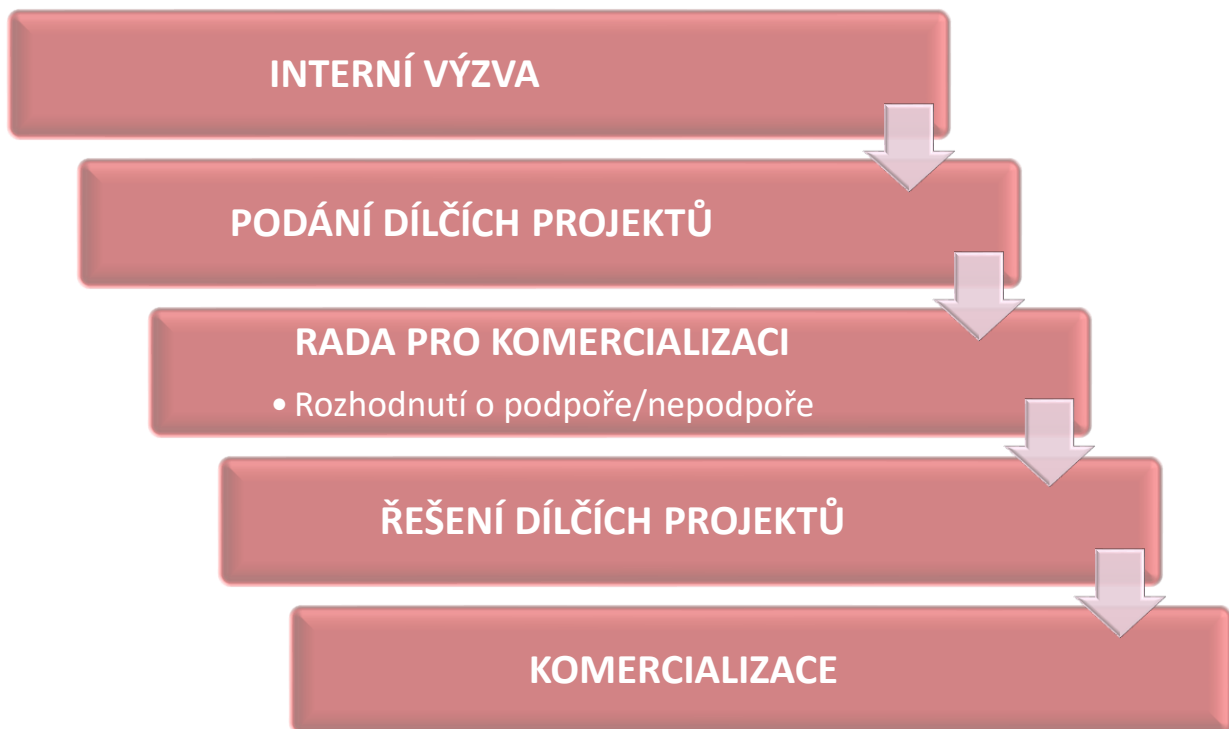 INTERNÍ VÝZVA
PODÁNÍ DÍLČÍCH PROJEKTŮ
RADA PRO KOMERCIALIZACI
• Rozhodnutí o podpoře/nepodpoře
ŘEŠENÍ DÍLČÍCH PROJEKTŮ
KOMERCIALIZACE